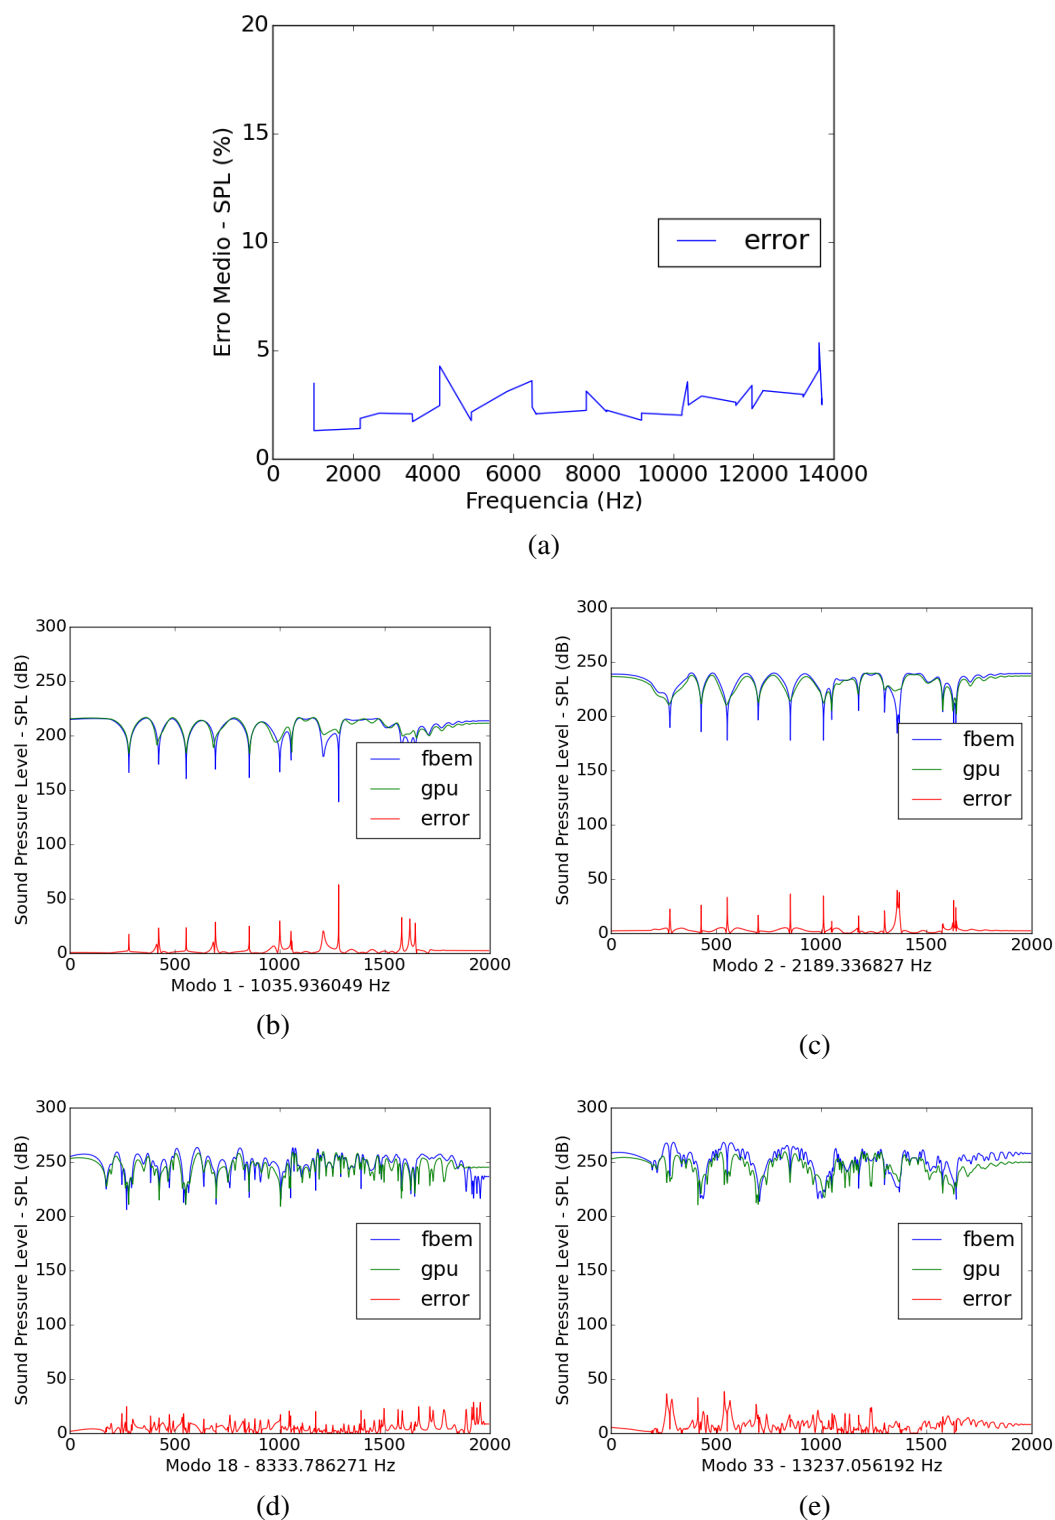 20
15
10
5
0
Erro Medio - SPL (%)
error
0 2000 4000 6000 8000 10000 12000 14000
Frequencia (Hz)
(a)
300
250
200
150
100
50
0
Sound Pressure Level - SPL (dB)
fbem
gpu
error
0 500 1000 1500 2000
Modo 1 - 1035.936049 Hz
(b)
300
250
200
150
100
50
0
Sound Pressure Level - SPL (dB)
fbem
gpu
error
0 500 1000 1500 2000
Modo 2 - 2189.336827 Hz
(c)
300
250
200
150
100
50
0
Sound Pressure Level - SPL (dB)
fbem
gpu
error
0 500 1000 1500 2000
Modo 18 - 8333.786271 Hz
(d)
300
250
200
150
100
50
0
Sound Pressure Level - SPL (dB)
fbem
gpu
error
0 500 1000 1500 2000
Modo 33 - 13237.056192 Hz
(e)